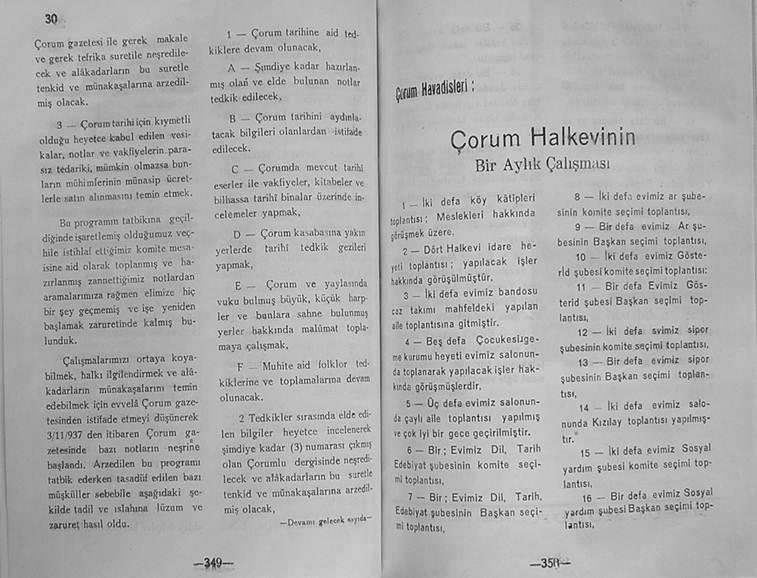 30
Çorum gazetesi ile gerek makale
ve gerek tefrika suretile neşredile-
cek ve alâkadarların bu suretle
tenkid ve münakaşalarına arzedil-
miş olacak.
3 — Çorum tarihi için kıymetli
olduğu heyetce kabul edilen vesi-
kalar, notlar ve vakfiyelerin para-
sız tedariki, mümkin olmazsa bun-
ların mühimlerinin münasip ücret-
lerle satın alınmasını temin etmek.
Bu programın tatbikına geçil-
diğinde işaretlemiş olduğumuz veç-
hile istihlaf ettiğimiz komite mesa-
isine aid olarak toplanmış ve ha-
zırlanmış zannettiğimiz notlardan
aramalarımıza rağmen elimize hiç
bir şey geçmemiş ve işe yeniden
başlamak zaruretinde kalmış bu-
lunduk.
Çalışmalarımızı ortaya koya-
bilmek, halkı ilgilendirmek ve alâ-
kadarların münakaşalarını temin
edebilmek için evvelâ Çorum gaze-
tesinden istifade etmeyi düşünerek
3/11/937 den itibaren Çorum ga-
zetesinde bazı notların neşrine
başlandı. Arzedilen bu programı
tatbik ederken tasadüf edilen bazı
müşküller sebebile aşağıdaki şe-
kilde tadil ve ıslahına lüzum ve
zaruret hasıl oldu.
1 — Çorum tarihine aid ted-
kiklere devam olunacak,
A — Şimdiye kadar hazırlan-
mış olan ve elde bulunan notlar
tedkik edilecek,
B — Çorum tarihini aydınla-
tacak bilgileri olanlardan istifade
edilecek.
C — Çorumda mevcut tarihî
eserler ile vakfiyeler, kitabeler ve
bilhassa tarihî binalar üzerinde in-
celemeler yapmak,
D — Çorum kasabasına yakın
yerlerde tarihî tedkik gezileri
yapmak,
E — Çorum ve yaylasında
vuku bulmuş büyük, küçük harp-
ler ve bunlara sahne bulunmuş
yerler hakkında malûmat topla-
maya çalışmak,
F — Muhite aid folklor ted-
kiklerine ve toplamalarına devam
olunacak.
2 Tedkikler sırasında elde edi-
len bilgiler heyetce incelenerek
şimdiye kadar (3) numarası çıkmış
olan Çorumlu dergisinde neşredi-
lecek ve alâkadarların bu suretle
tenkid ve münakaşalarına arzedil-
miş olacak,
—Devamı gelecek sayıda—
—349—
Çorum Havadisleri :
Çorum Halkevinin
Bir Aylık Çalışması
1 — İki defa köy kâtipleri
toplantısı; Meslekleri hakkında
görüşmek üzere,
2 — Dört Halkevi idare he-
yeti toplantısı; yapılacak işler
hakkında görüşülmüştür,
3 — İki defa evimiz bandosu
caz takımı mahfeldeki yapılan
aile toplantısına gitmiştir.
4 — Beş defa Çocukesirge-
me kurumu heyeti evimiz salonun-
da toplanarak yapılacak işler hak-
kında görüşmüşlerdir,
5 — Üç defa evimiz salonun-
da çaylı aile toplantısı yapılmış
ve çok iyi bir gece geçirilmiştir.
6 — Bir; Evimiz Dil, Tarih
Edebiyat şubesinin komite seçi-
mi toplantısı,
7 — Bir; Evimiz Dil, Tarih,
Edebiyat şubesinin Başkan seçi-
mi toplantısı,
8 — İki defa evimiz ar şube-
sinin komite seçimi toplantısı,
9 — Bir defa evimiz Ar şu-
besinin Başkan seçimi toplantısı,
10 — İki defa evimiz Göste-
rid şubesi komite seçimi toplantısı:
11 — Bir defa Evimiz Gös-
terid şubesi Başkan seçimi top-
lantısı,
12 — İki defa evimiz sipor
şubesinin komite seçimi toplantısı,
13 — Bir defa evimiz sipor
şubesinin Başkan seçimi toplan-
tısı,
14 — İki defa evimiz salo-
nunda Kızılay toplantısı yapılmış-
tır.
15 — İki defa evimiz Sosyal
yardım şubesi komite seçimi top-
lantısı,
16 — Bir defa evimiz Sosyal
yardım şubesi Başkan seçimi top-
lantısı,
—350—